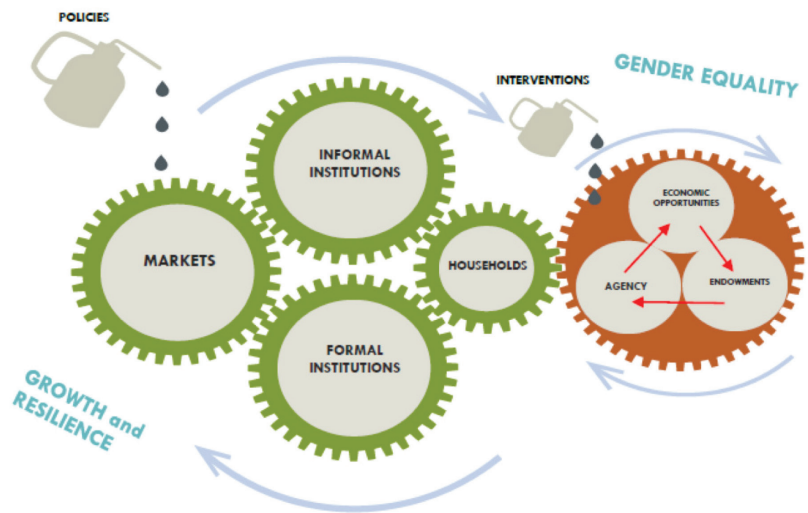 POLICIES
INTERVENTIONS
GENDER EQUALITY
INFORMAL
INSTITUTIONS
ECONOMIC
OPPORTUNITIES
MARKETS
HOUSEHOLDS
AGENCY
ENDOWMENTS
FORMAL
INSTITUTIONS
GROWTH and
RESILIENCE